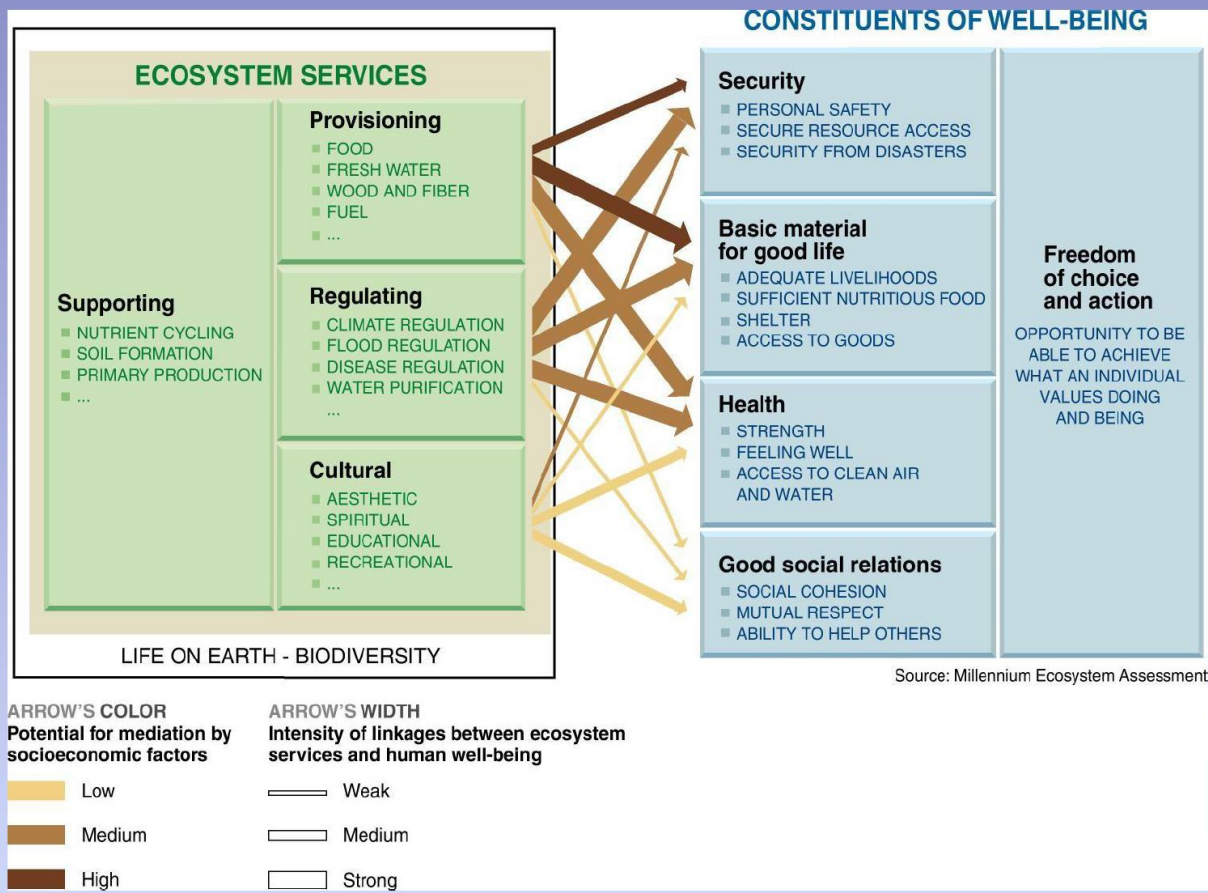 CONSTITUENTS OF WELL-BEING
ECOSYSTEM SERVICES
Supporting
NUTRIENT CYCLING
SOIL FORMATION
PRIMARY PRODUCTION
...
Provisioning
FOOD
FRESH WATER
WOOD AND FIBER
FUEL
...
Regulating
CLIMATE REGULATION
FLOOD REGULATION
DISEASE REGULATION
WATER PURIFICATION
...
Cultural
AESTHETIC
SPIRITUAL
EDUCATIONAL
RECREATIONAL
...
LIFE ON EARTH - BIODIVERSITY
Security
PERSONAL SAFETY
SECURE RESOURCE ACCESS
SECURITY FROM DISASTERS
Basic material
for good life
ADEQUATE LIVELIHOODS
SUFFICIENT NUTRITIOUS FOOD
SHELTER
ACCESS TO GOODS
Health
STRENGTH
FEELING WELL
ACCESS TO CLEAN AIR
AND WATER
Good social relations
SOCIAL COHESION
MUTUAL RESPECT
ABILITY TO HELP OTHERS
Freedom
of choice
and action
OPPORTUNITY TO BE
ABLE TO ACHIEVE
WHAT AN INDIVIDUAL
VALUES DOING
AND BEING
Source: Millennium Ecosystem Assessment
ARROW'S COLOR
Potential for mediation by
socioeconomic factors
Low
Medium
High
ARROW'S WIDTH
Intensity of linkages between ecosystem
services and human well-being
Weak
Medium
Strong